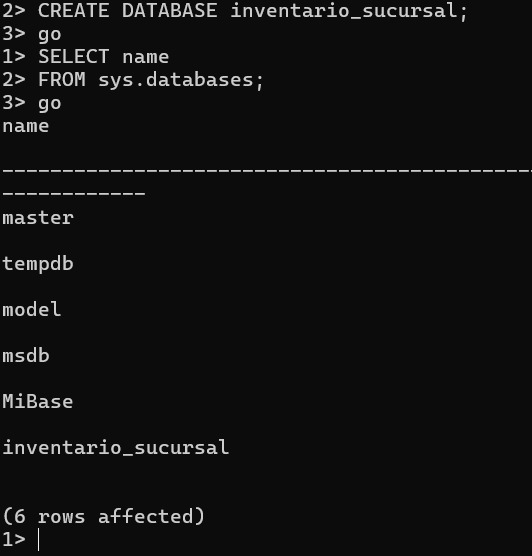 2> CREATE DATABASE inventario_sucursal;
3> go
1> SELECT name
2> FROM sys.databases;
3> go
name
--------------------------------------------
------------
master
tempdb
model
msdb
MiBase
inventario_sucursal
(6 rows affected)
1>